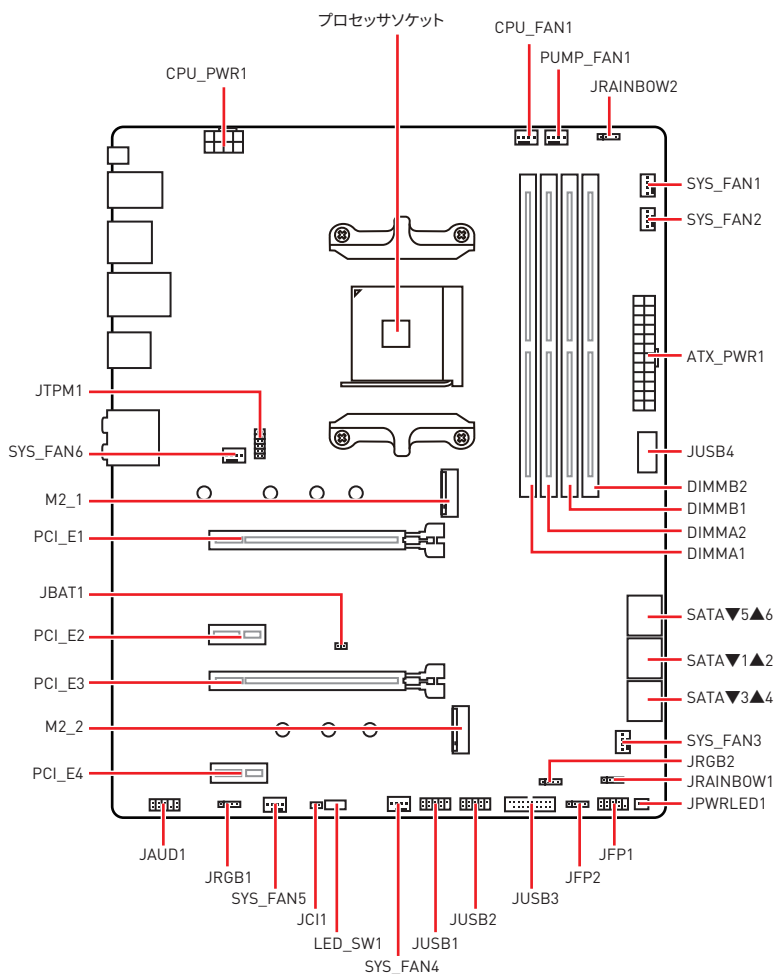 プロセッサソケット
CPU_FAN1
PUMP_FAN1
CPU_PWR1
JRAINBOW2
SYS_FAN1
SYS_FAN2
ATX_PWR1
JTPM1
SYS_FAN6
JUSB4
M2_1
DIMMB2
DIMMB1
PCI_E1
DIMMA2
DIMMA1
JBAT1
SATA▼5▲6
PCI_E2
SATA▼1▲2
PCI_E3
SATA▼3▲4
M2_2
SYS_FAN3
JRGB2
PCI_E4
JRAINBOW1
JPWRLED1
JAUD1
JRGB1
SYS_FAN5
JCI1
LED_SW1
SYS_FAN4
JUSB1
JUSB2
JUSB3
JFP2
JFP1